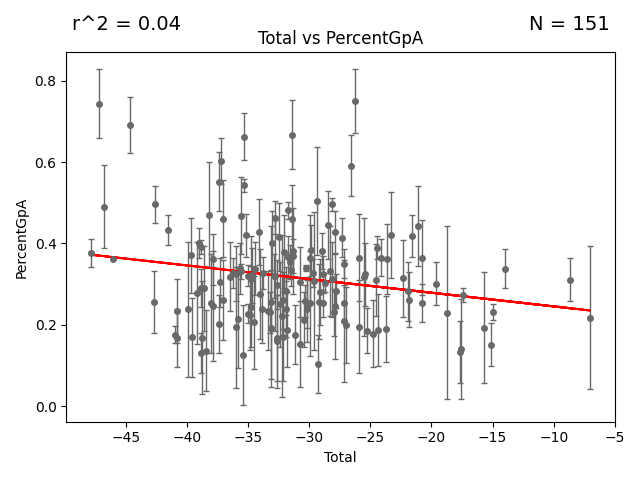 r^2 = 0.04
N = 151
Total vs PercentGpA
PercentGpA
0.8
0.6
0.4
0.2
0.0
−45 −40 −35 −30 −25 −20 −15 −10 −5
Total